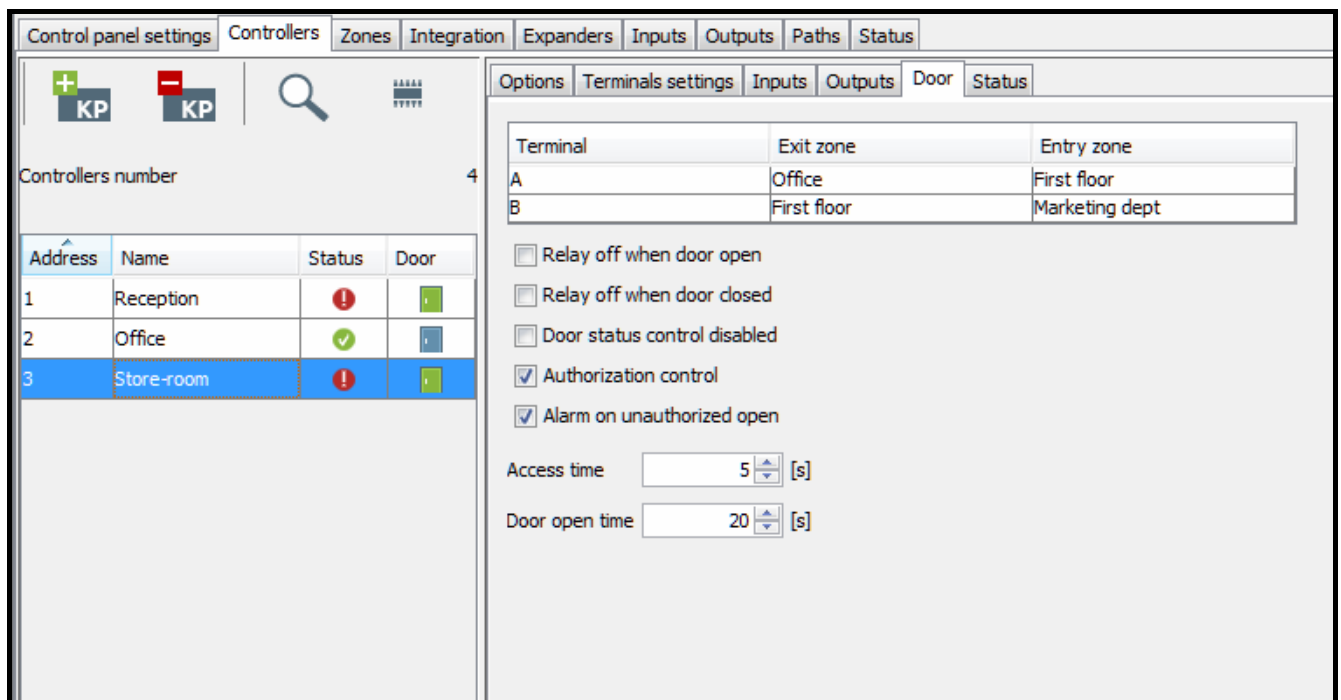 Control panel settings Controllers Zones Integration Expanders Inputs Outputs Paths Status
KP KP
Controllers number 4
Address Name Status Door
1 Reception
2 Office
3 Store-room
Options Terminals settings Inputs Outputs Door Status
Terminal Exit zone Entry zone
A Office First floor
B First floor Marketing dept
Relay off when door open
Relay off when door closed
Door status control disabled
Authorization control
Alarm on unauthorized open
Access time 5 [s]
Door open time 20 [s]